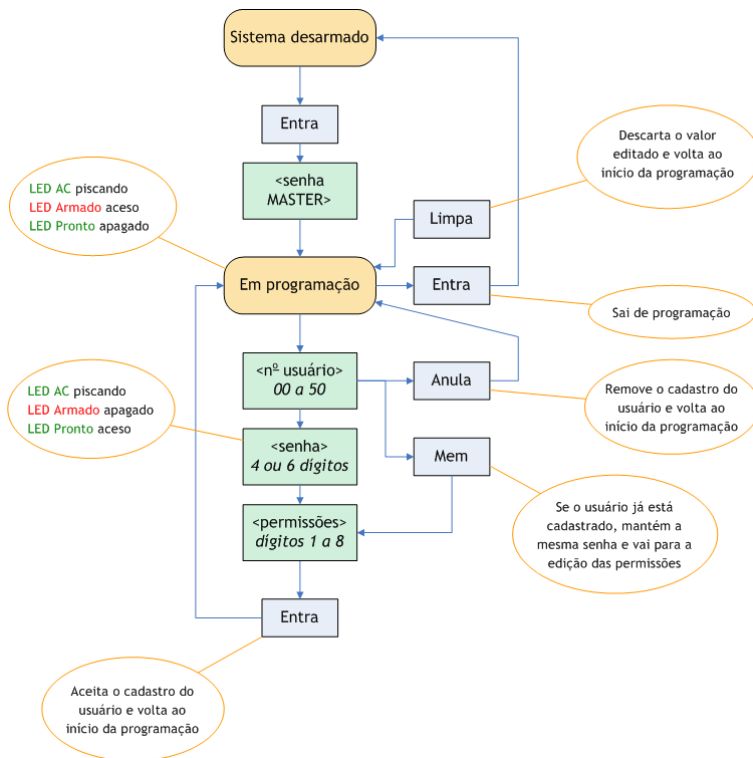 Sistema desarmado
Entra
Descarta o valor
editado e volta ao
início da programação
<senha
MASTER>
LED AC piscando
LED Armado aceso
LED Pronto apagado
Limpa
Em programação
Entra
Sai de programação
<nº usuário>
00 a 50
Anula
LED AC piscando
LED Armado apagado
LED Pronto aceso
Remove o cadastro do
usuário e volta ao
início da programação
<senha>
4 ou 6 dígitos
Mem
<permissões>
dígitos 1 a 8
Se o usuário já está
cadastrado, mantém a
mesma senha e vai para a
edição das permissões
Entra
Aceita o cadastro do
usuário e volta ao
início da programação